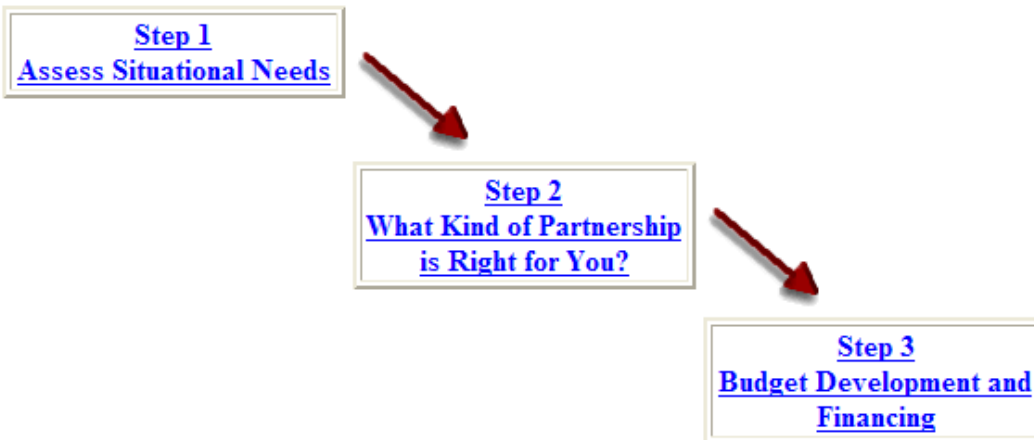 Step 1
Assess Situational Needs
Step 2
What Kind of Partnership
is Right for You?
Step 3
Budget Development and
Financing